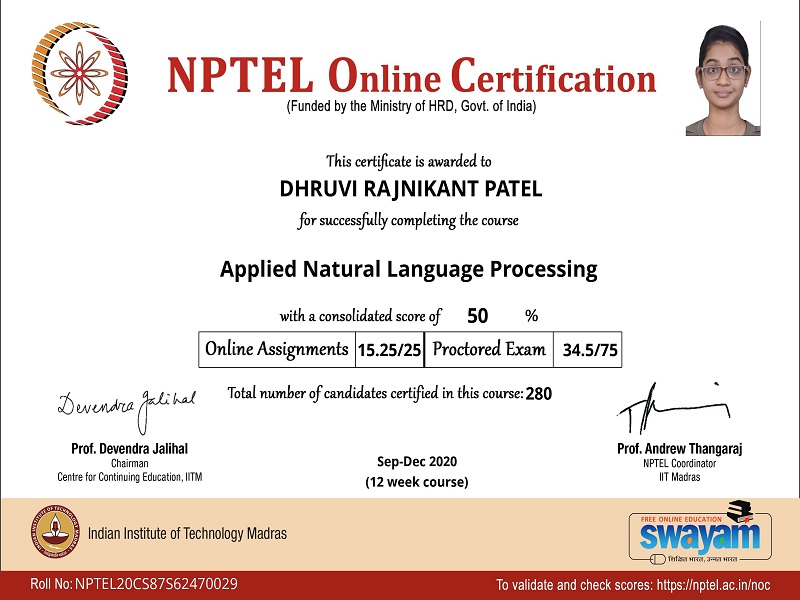 NPTEL Online Certification
(Funded by the Ministry of HRD, Govt. of India)
This certificate is awarded to
DHRUVI RAJNIKANT PATEL
for successfully completing the course
Applied Natural Language Processing
with a consolidated score of 50 %
Online Assignments 15.25/25 Proctored Exam 34.5/75
Total number of candidates certified in this course: 280
Devendra Jalihal
Prof. Devendra Jalihal
Chairman
Centre for Continuing Education, IITM
Sep-Dec 2020
(12 week course)
Prof. Andrew Thangaraj
NPTEL Coordinator
IIT Madras
Indian Institute of Technology Madras
FREE ONLINE EDUCATION
swayam
शिक्षित भारत, उन्नत भारत
Roll No: NPTEL20CS87S62470029
To validate and check scores: https://nptel.ac.in/noc